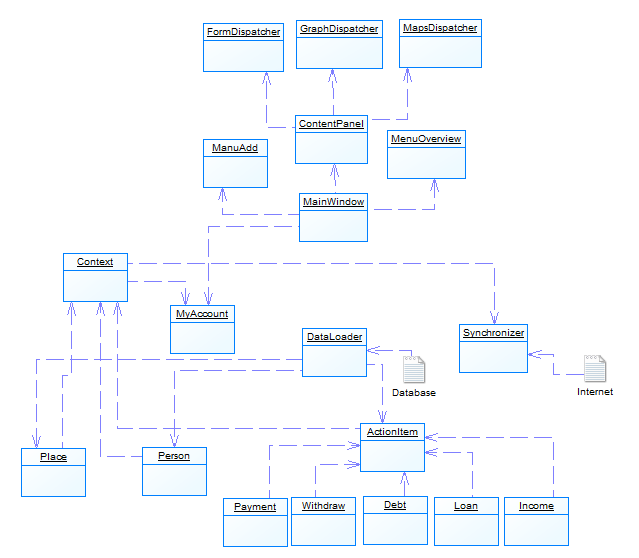 FormDispatcher
GraphDispatcher
MapsDispatcher
ContentPanel
ManuAdd
MenuOverview
MainWindow
Context
MyAccount
DataLoader
Synchronizer
Database
Internet
ActionItem
Place
Person
Payment
Withdraw
Debt
Loan
Income